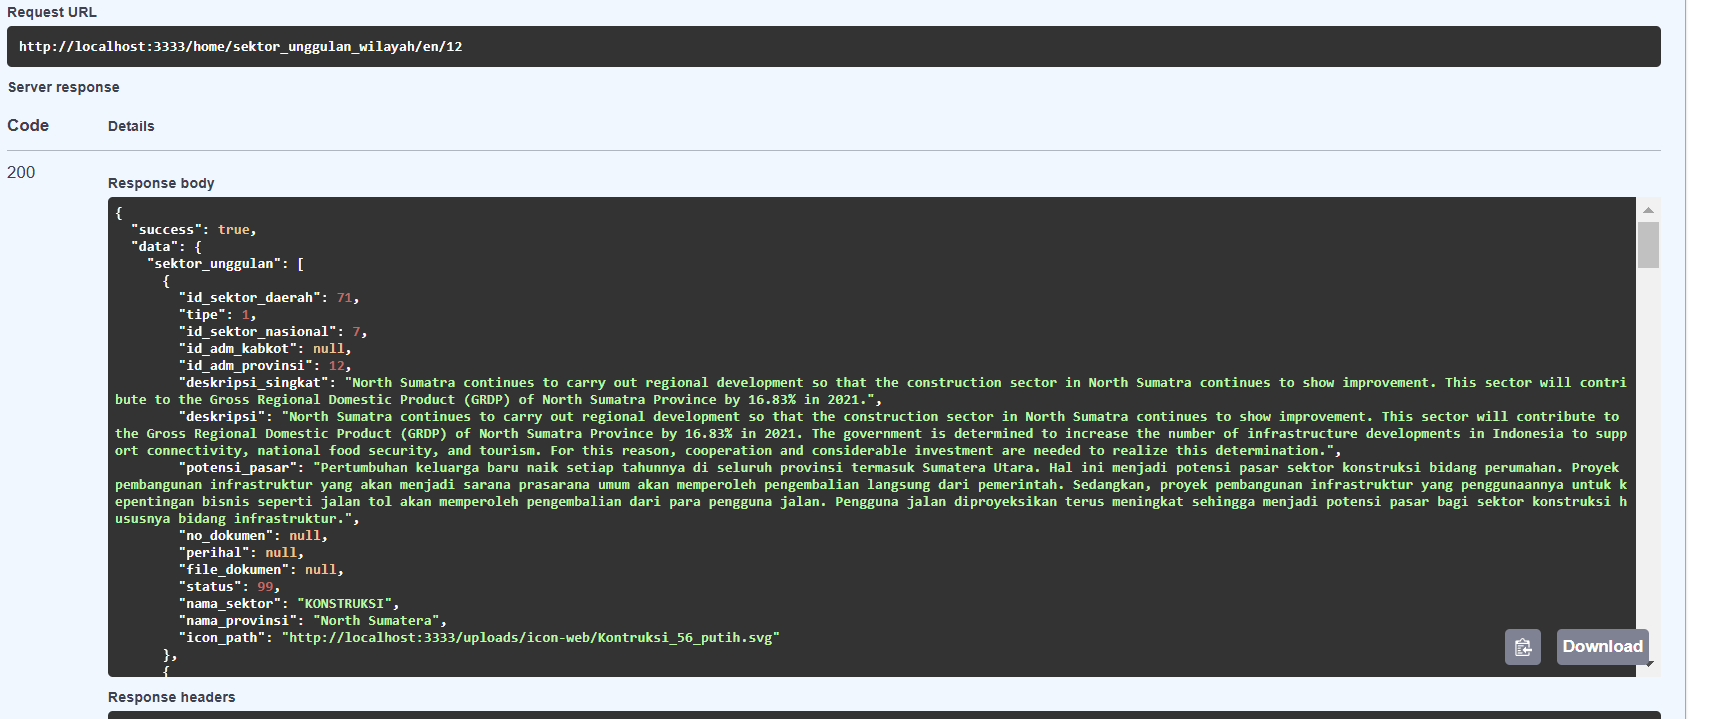 Request URL
http://localhost:3333/home/sektor_unggulan_wilayah/en/12
Server response
Code Details
200
Response body
{
"success": true,
"data": {
"sektor_unggulan": [
{
"id_sektor_daerah": 71,
"tipe": 1,
"id_sektor_nasional": 7,
"id_adm_kabkot": null,
"id_adm_provinsi": 12,
"deskripsi_singkat": "North Sumatra continues to carry out regional development so that the construction sector in North Sumatra continues to show improvement. This sector will contri
bute to the Gross Regional Domestic Product (GRDP) of North Sumatra Province by 16.83% in 2021.",
"deskripsi": "North Sumatra continues to carry out regional development so that the construction sector in North Sumatra continues to show improvement. This sector will contribute to
the Gross Regional Domestic Product (GRDP) of North Sumatra Province by 16.83% in 2021. The government is determined to increase the number of infrastructure developments in Indonesia to supp
ort connectivity, national food security, and tourism. For this reason, cooperation and considerable investment are needed to realize this determination.",
"potensi_pasar": "Pertumbuhan keluarga baru naik setiap tahunnya di seluruh provinsi termasuk Sumatera Utara. Hal ini menjadi potensi pasar sektor konstruksi bidang perumahan. Proyek
pembangunan infrastruktur yang akan menjadi sarana prasarana umum akan memperoleh pengembalian langsung dari pemerintah. Sedangkan, proyek pembangunan infrastruktur yang penggunaannya untuk k
epentingan bisnis seperti jalan tol akan memperoleh pengembalian dari para pengguna jalan. Pengguna jalan diproyeksikan terus meningkat sehingga menjadi potensi pasar bagi sektor konstruksi h
ususnya bidang infrastruktur.",
"no_dokumen": null,
"perihal": null,
"file_dokumen": null,
"status": 99,
"nama_sektor": "KONSTRUKSI",
"nama_provinsi": "North Sumatera",
"icon_path": "http://localhost:3333/uploads/icon-web/Kontruksi_56_putih.svg"
},
{
Download
Response headers